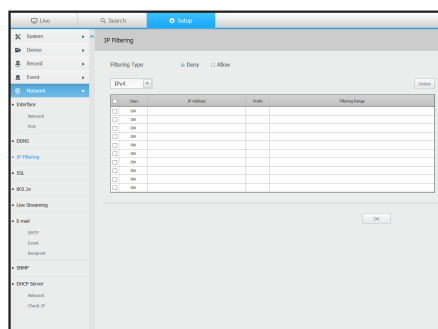 Live
Search
Setup
System
Device
Record
Event
Network
Interface
Network
Port
DDNS
IP Filtering
SSL
802.1x
Live Streaming
E-mail
SMTP
Event
Recipient
SNMP
DHCP Server
Network
Check IP
IP Filtering
Filtering Type
Deny
Allow
IPv4
Delete
Use
IP Address
Prefix
Filtering Range
ON
ON
ON
ON
ON
ON
ON
ON
ON
ON
OK